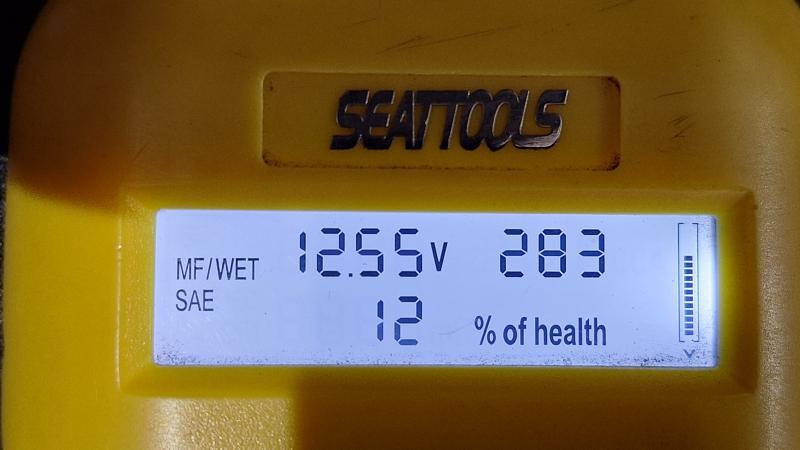 SEATTOOLS
MF/WET 12.55V 283
SAE 12 % of health